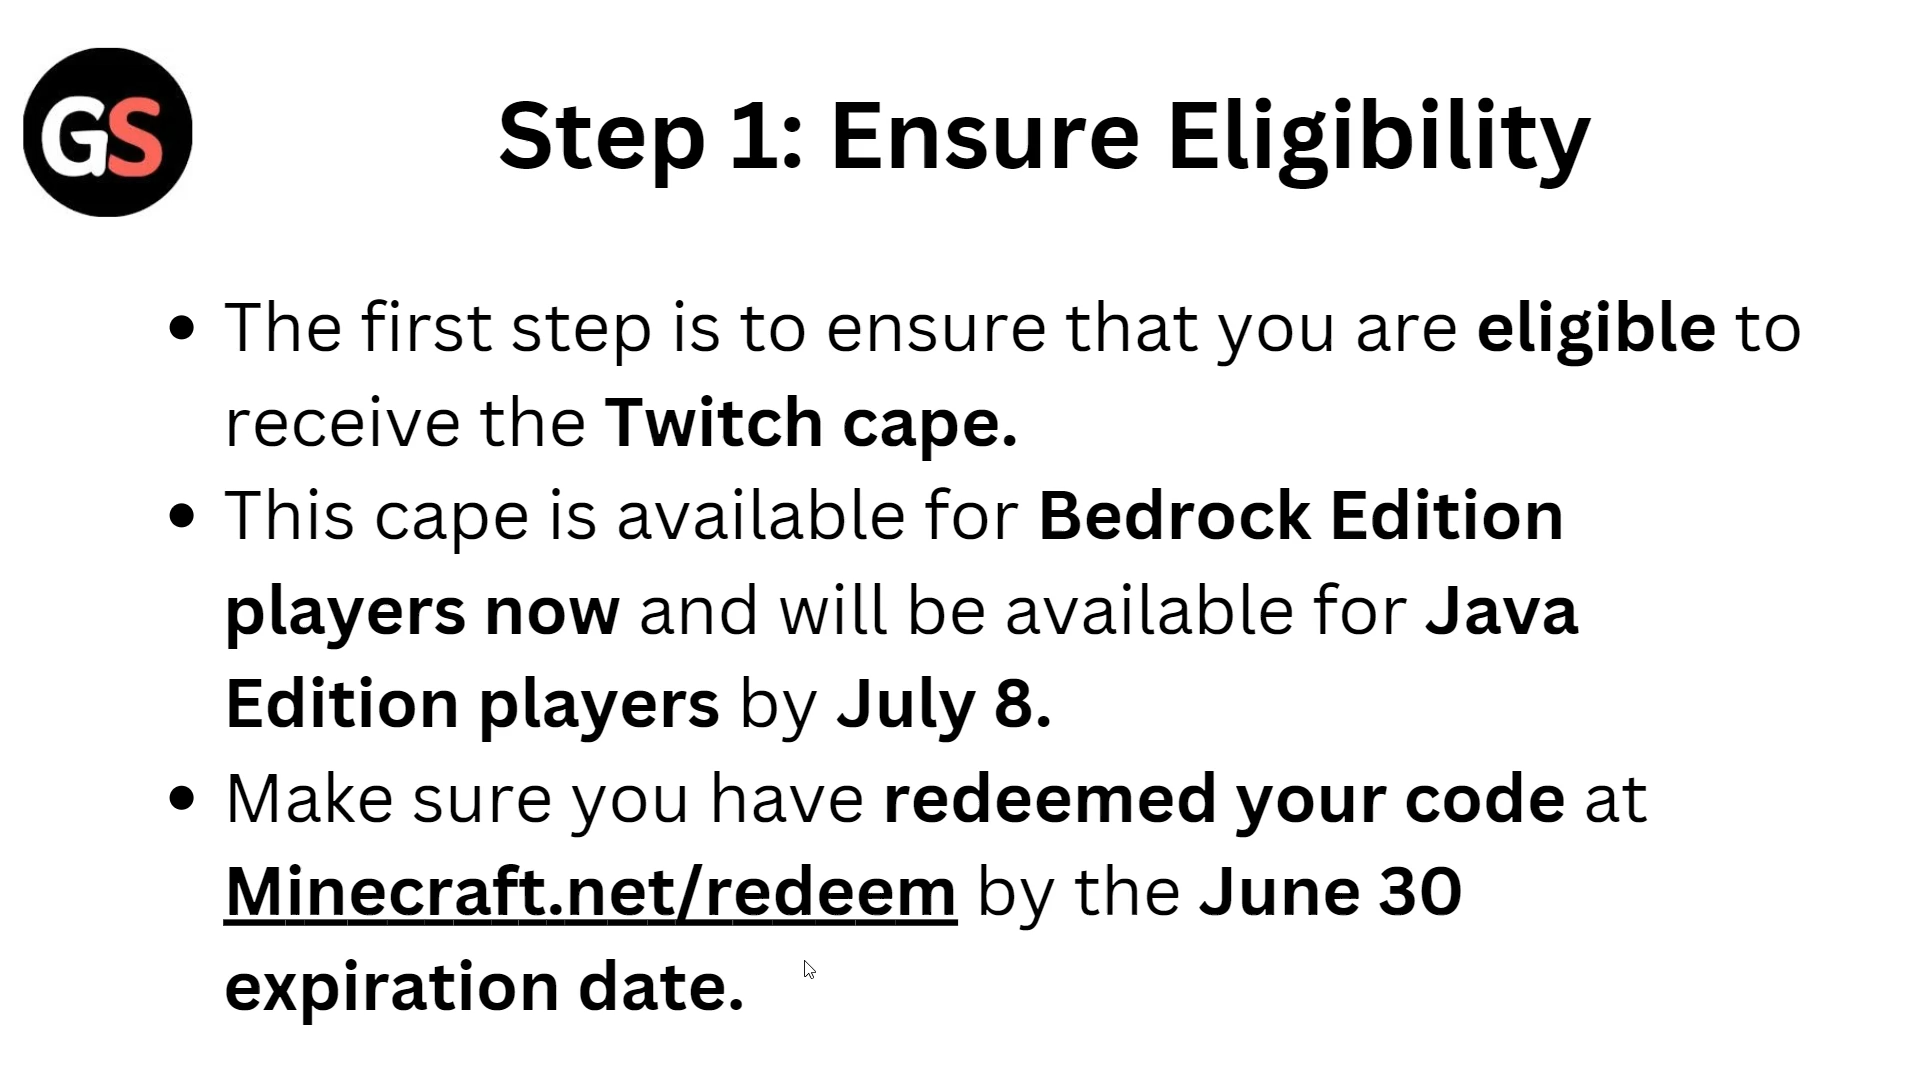 GS
Step 1: Ensure Eligibility
• The first step is to ensure that you are eligible to
receive the Twitch cape.
• This cape is available for Bedrock Edition
players now and will be available for Java
Edition players by July 8.
• Make sure you have redeemed your code at
Minecraft.net/redeem by the June 30
expiration date.